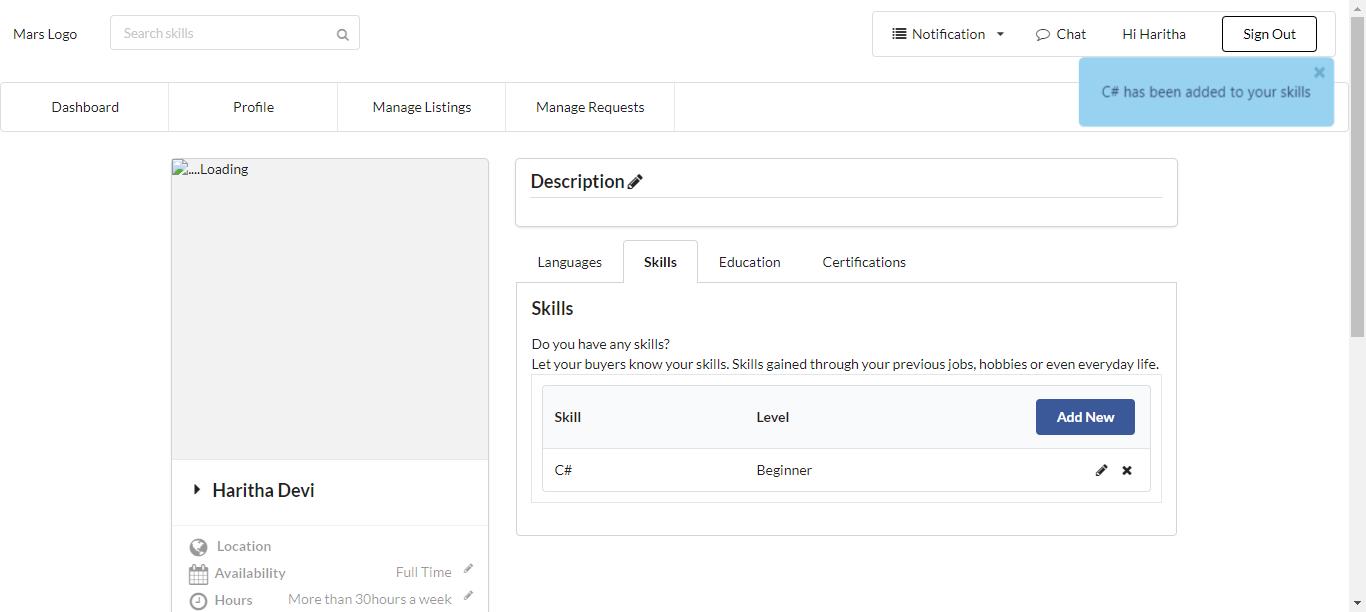 Mars Logo
Search skills
Notification
Chat
Hi Haritha
Sign Out
C# has been added to your skills
Dashboard
Profile
Manage Listings
Manage Requests
....Loading
Description
Languages
Skills
Education
Certifications
Skills
Do you have any skills?
Let your buyers know your skills. Skills gained through your previous jobs, hobbies or even everyday life.
Skill
Level
Add New
C#
Beginner
Haritha Devi
Location
Availability
Full Time
Hours
More than 30hours a week